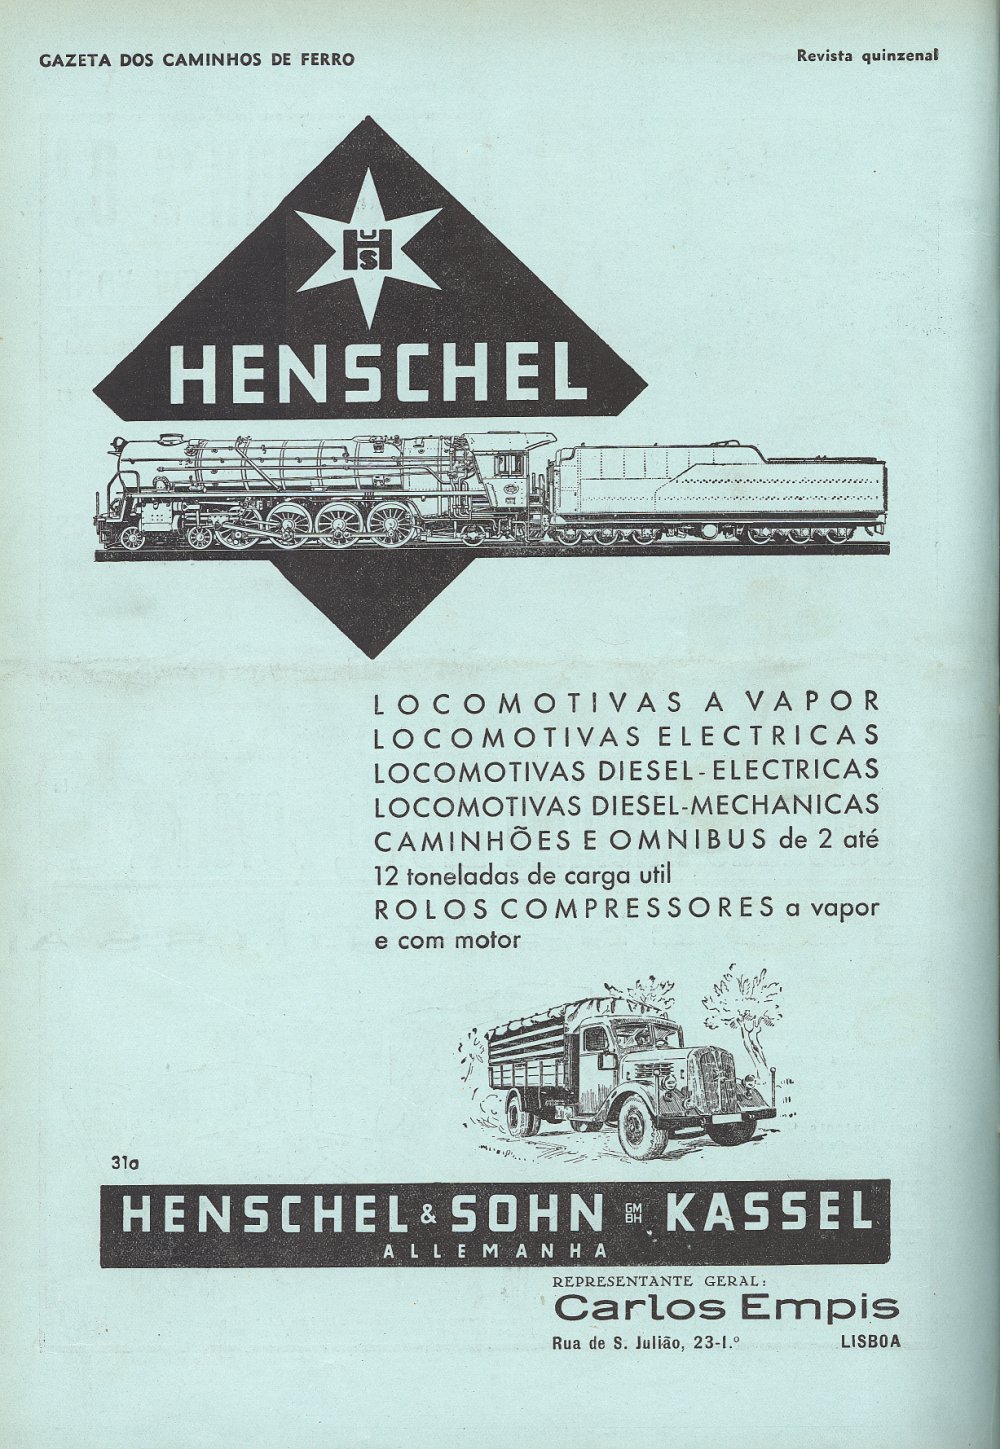 GAZETA DOS CAMINHOS DE FERRO
Revista quinzenal
HUS
HENSCHEL
LOCOMOTIVAS A VAPOR
LOCOMOTIVAS ELECTRICAS
LOCOMOTIVAS DIESEL-ELECTRICAS
LOCOMOTIVAS DIESEL-MECHANICAS
CAMINHÕES E OMNIBUS de 2 até
12 toneladas de carga util
ROLOS COMPRESSORES a vapor
e com motor
31a
HENSCHEL & SOHN GMBH KASSEL
ALLEMANHA
REPRESENTANTE GERAL:
Carlos Empis
Rua de S. Julião, 23-1.º LISBOA